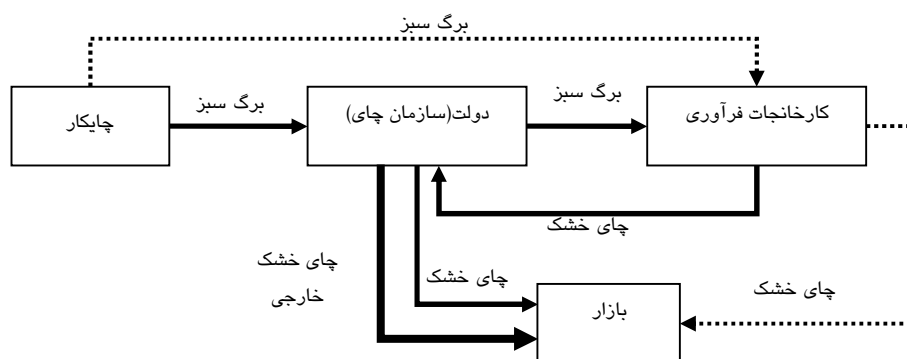 برگ سبز
برگ سبز
برگ سبز
چایکار
دولت(سازمان چای)
کارخانجات فرآوری
چای خشک
چای خشک
خارجی
چای خشک
چای خشک
بازار